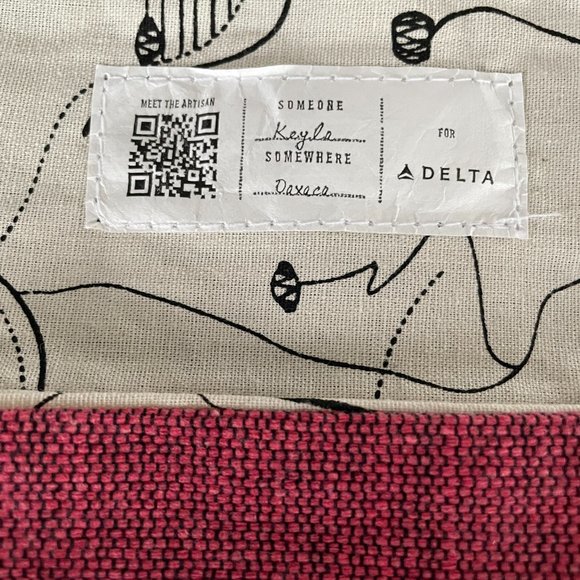 MEET THE ARTISAN
SOMEONE
Keyla
SOMEWHERE
Oaxaca
FOR
DELTA